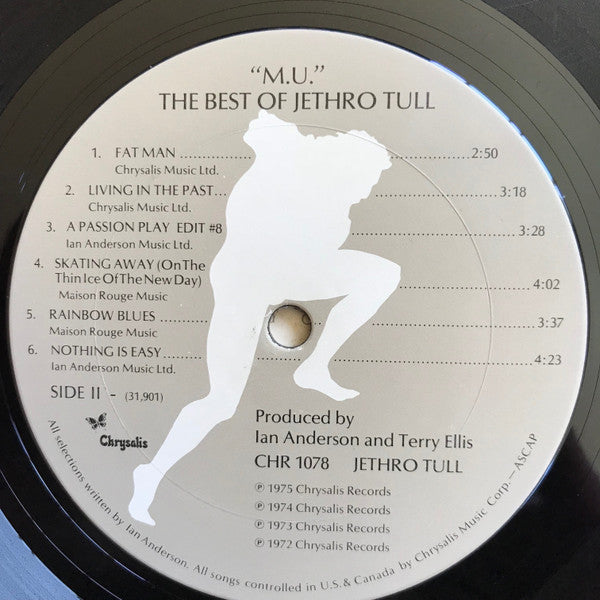 “M.U.”
THE BEST OF JETHRO TULL
1. FAT MAN ........ 2:50
Chrysalis Music Ltd.
2. LIVING IN THE PAST... ........ 3:18
Chrysalis Music Ltd.
3. A PASSION PLAY EDIT #8 ........ 3:28
Ian Anderson Music Ltd.
4. SKATING AWAY (On The
Thin Ice Of The New Day) ........ 4:02
Maison Rouge Music
5. RAINBOW BLUES ........ 3:37
Maison Rouge Music
6. NOTHING IS EASY ........ 4:23
Ian Anderson Music Ltd.
SIDE II - (31,901)
Chrysalis
Produced by
Ian Anderson and Terry Ellis
CHR 1078 JETHRO TULL
℗ 1975 Chrysalis Records
℗ 1974 Chrysalis Records
℗ 1973 Chrysalis Records
℗ 1972 Chrysalis Records
All selections written by Ian Anderson. All songs controlled in U.S. & Canada by Chrysalis Music Corp.—ASCAP